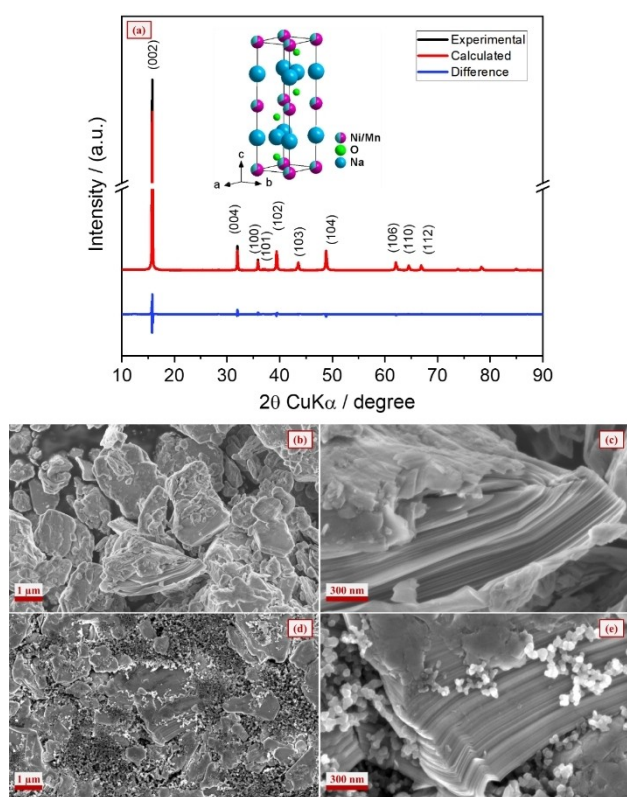 (a)
(002)
Experimental
Calculated
Difference
Ni/Mn
O
Na
c
a
b
Intensity / (a.u.)
(004)
(100)
(101)
(102)
(103)
(104)
(106)
(110)
(112)
10 20 30 40 50 60 70 80 90
2θ CuKα / degree
(b)
1 µm
(c)
300 nm
(d)
1 µm
(e)
300 nm